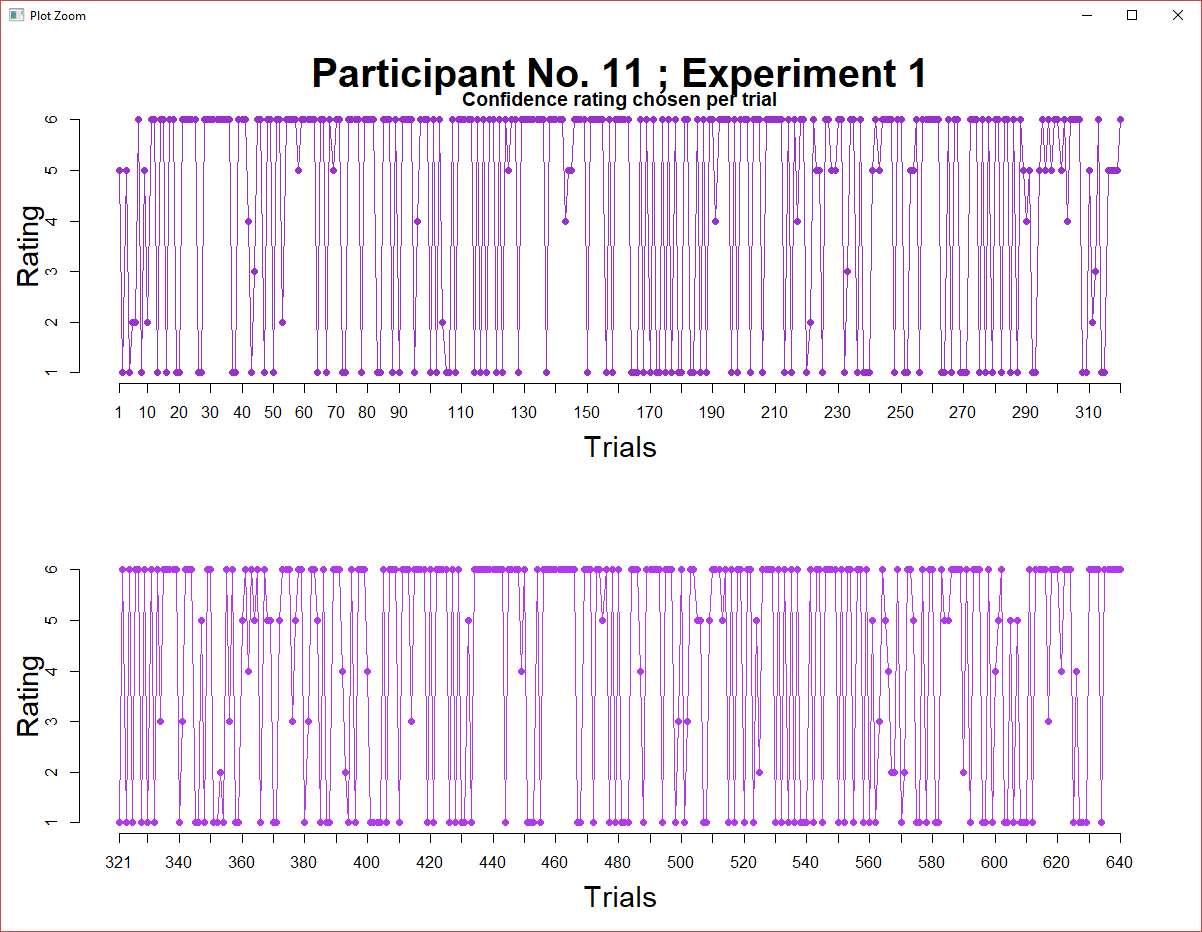 Plot Zoom
Participant No. 11 ; Experiment 1
Confidence rating chosen per trial
Rating
6
5
4
3
2
1
1 10 20 30 40 50 60 70 80 90 110 130 150 170 190 210 230 250 270 290 310
Trials
Rating
6
5
4
3
2
1
321 340 360 380 400 420 440 460 480 500 520 540 560 580 600 620 640
Trials